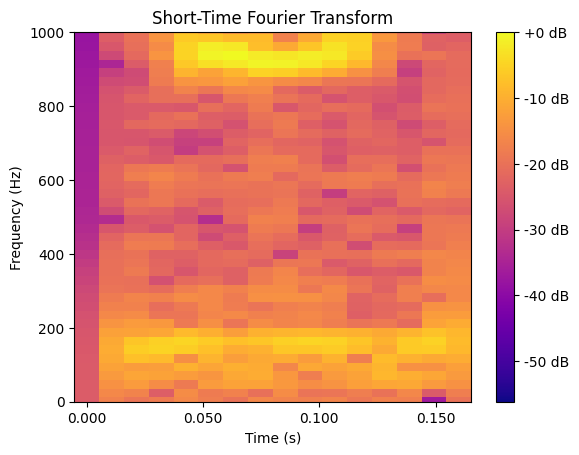 Short-Time Fourier Transform
1000
800
600
400
200
0
Frequency (Hz)
0.000
0.050
0.100
0.150
Time (s)
+0 dB
-10 dB
-20 dB
-30 dB
-40 dB
-50 dB